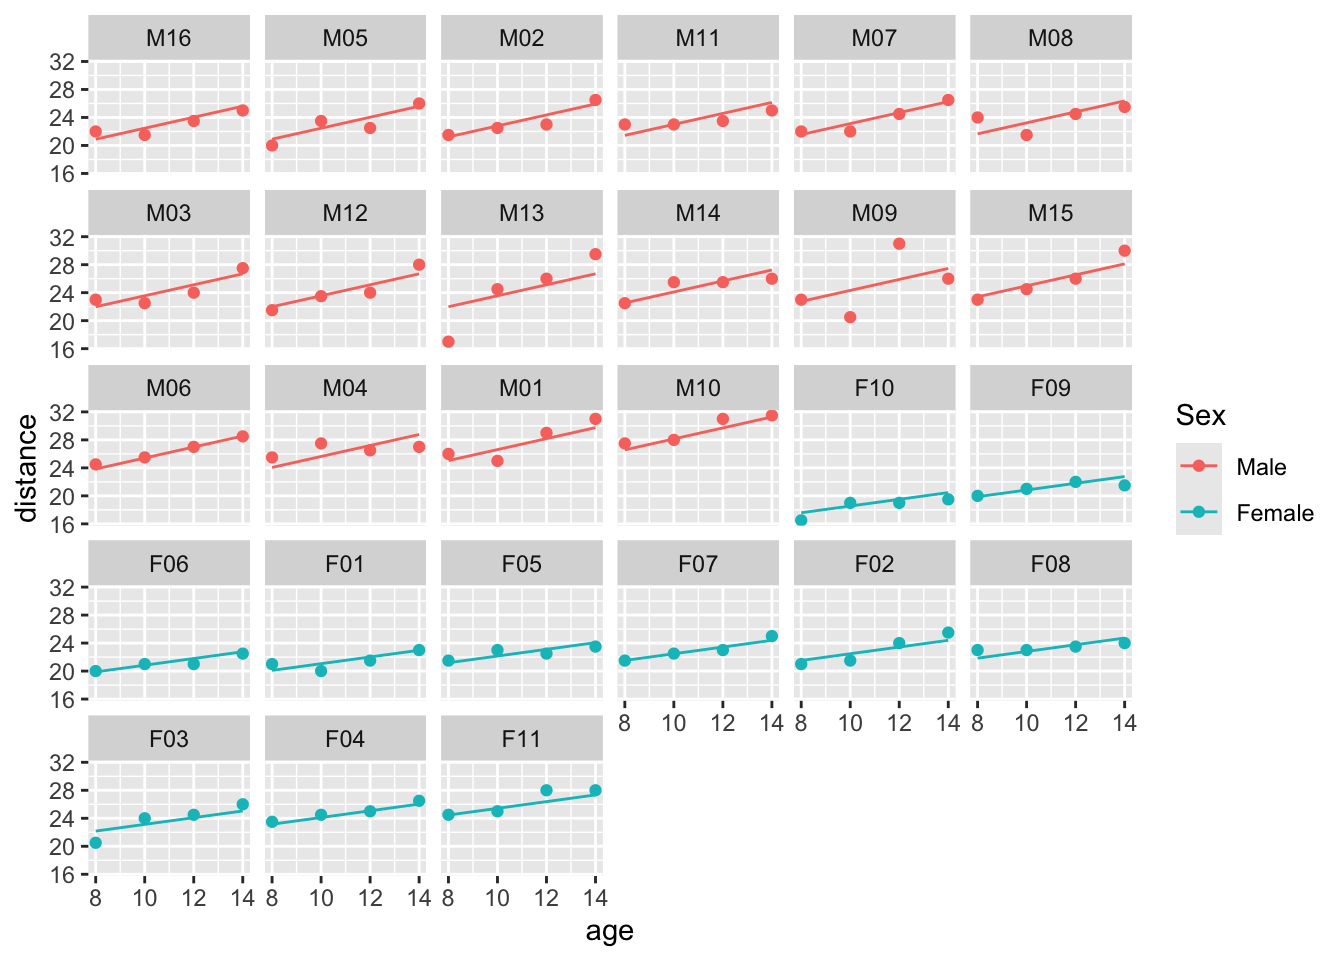 M16 M05 M02 M11 M07 M08
32
28
24
20
16
M03 M12 M13 M14 M09 M15
32
28
24
20
16
M06 M04 M01 M10 F10 F09
32
28
24
20
16
distance
Sex
Male
Female
F06 F01 F05 F07 F02 F08
32
28
24
20
16
8 10 12 14 8 10 12 14 8 10 12 14
F03 F04 F11
32
28
24
20
16
8 10 12 14 8 10 12 14 8 10 12 14
age